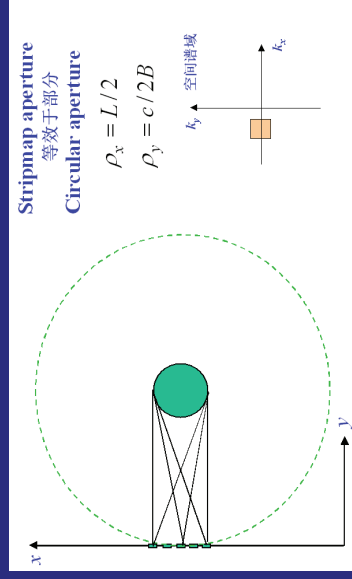 Stripmap aperture
等效于部分
Circular aperture
ρx = L/2
ρy = c/2B
空间谱域
ky
kx
x
y